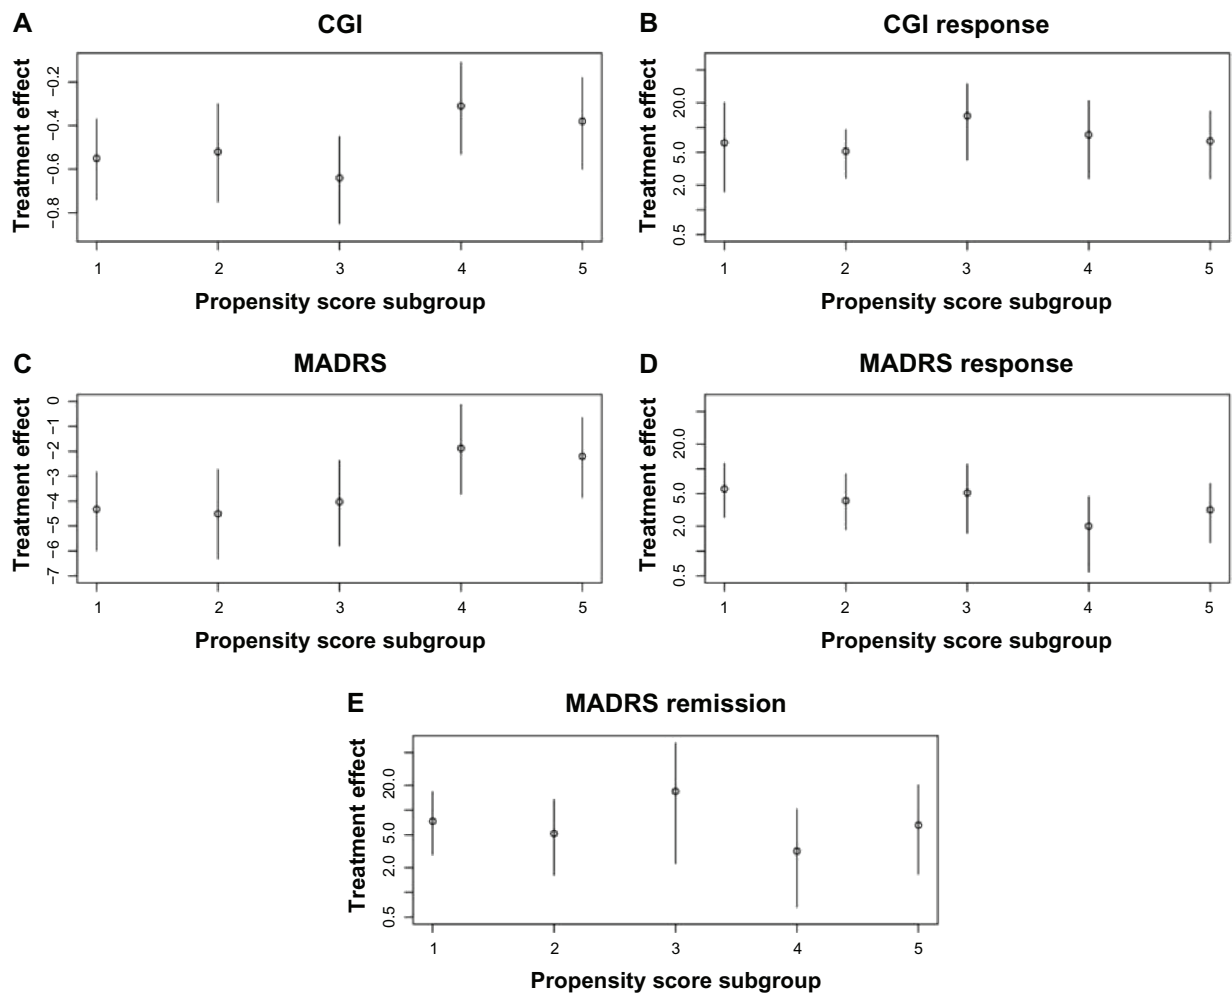 A
CGI
Treatment effect
−0.2
−0.4
−0.6
−0.8
1 2 3 4 5
Propensity score subgroup
B
CGI response
Treatment effect
20.0
5.0
2.0
0.5
1 2 3 4 5
Propensity score subgroup
C
MADRS
Treatment effect
0
−1
−2
−3
−4
−5
−6
−7
1 2 3 4 5
Propensity score subgroup
D
MADRS response
Treatment effect
20.0
5.0
2.0
0.5
1 2 3 4 5
Propensity score subgroup
E
MADRS remission
Treatment effect
20.0
5.0
2.0
0.5
1 2 3 4 5
Propensity score subgroup